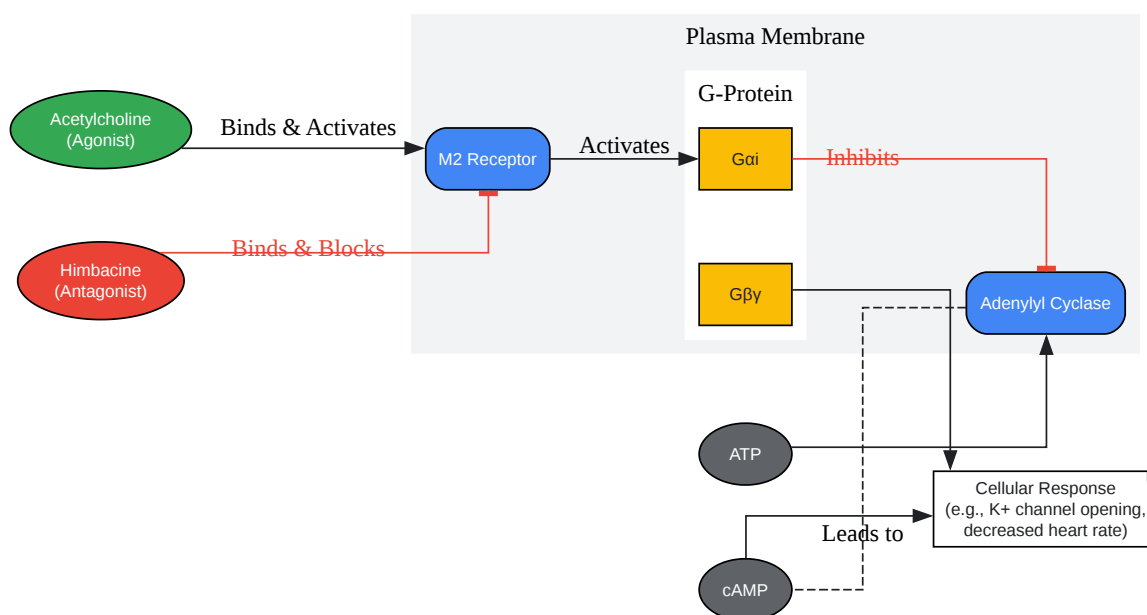 Plasma Membrane
G-Protein
Acetylcholine
(Agonist)
Binds & Activates
M2 Receptor
Activates
Gαi
Inhibits
Himbacine
(Antagonist)
Binds & Blocks
Gβγ
Adenylyl Cyclase
ATP
Cellular Response
(e.g., K+ channel opening,
decreased heart rate)
Leads to
cAMP